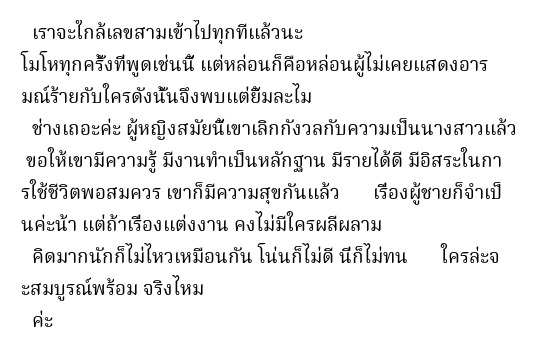 เราจะใกล้เลขสามเข้าไปทุกทีแล้วนะ
โมโหทุกครั้งที่พูดเช่นนี้ แต่หล่อนก็คือหล่อนผู้ไม่เคยแสดงอาร
มณ์ร้ายกับใครดังนั้นจึงพบแต่ยิ้มละไม
ช่างเถอะค่ะ ผู้หญิงสมัยนี้เขาเลิกกังวลกับความเป็นนางสาวแล้ว
ขอให้เขามีความรู้ มีงานทำเป็นหลักฐาน มีรายได้ดี มีอิสระในกา
รใช้ชีวิตพอสมควร เขาก็มีความสุขกันแล้ว เรื่องผู้ชายก็จำเป็
นค่ะน้า แต่ถ้าเรื่องแต่งงาน คงไม่มีใครผลีผลาม
คิดมากนักก็ไม่ไหวเหมือนกัน โน่นก็ไม่ดี นี่ก็ไม่ทน ใครล่ะจ
ะสมบูรณ์พร้อม จริงไหม
ค่ะ